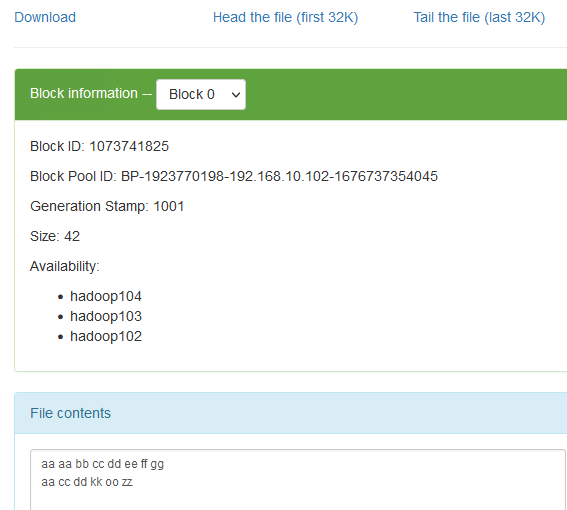 Download Head the file (first 32K) Tail the file (last 32K)
Block information -- Block 0
Block ID: 1073741825
Block Pool ID: BP-1923770198-192.168.10.102-1676737354045
Generation Stamp: 1001
Size: 42
Availability:
hadoop104
hadoop103
hadoop102
File contents
aa aa bb cc dd ee ff gg
aa cc dd kk oo zz